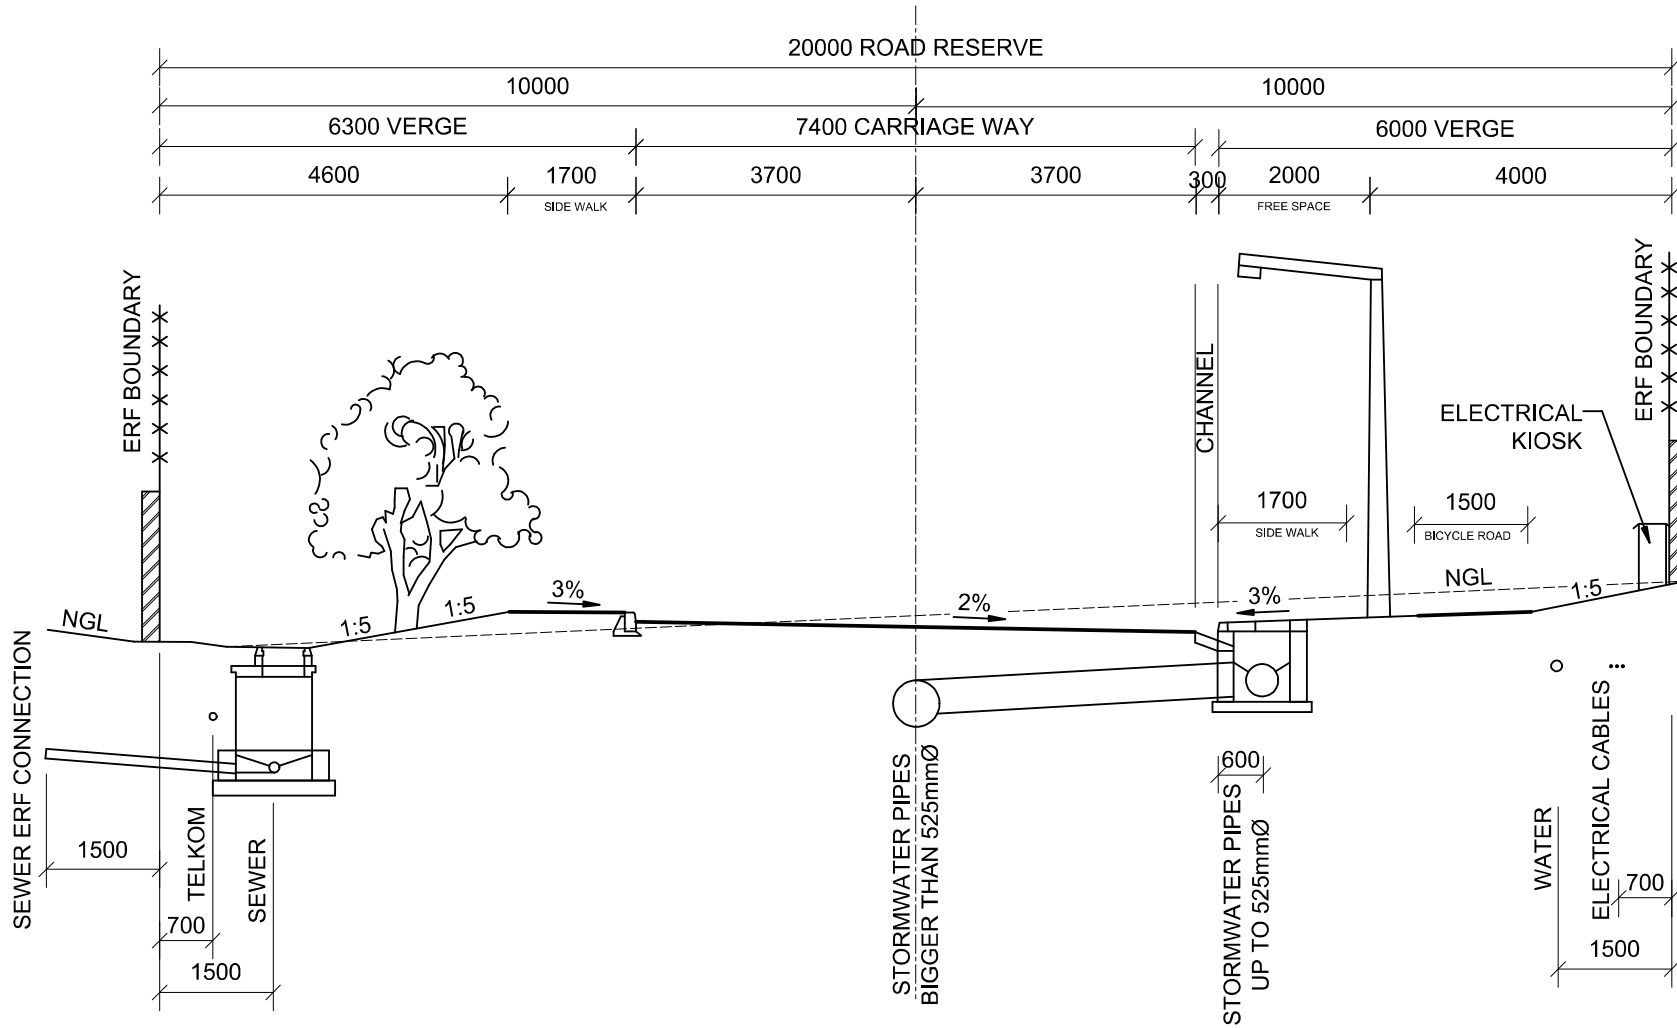 20000 ROAD RESERVE
10000
10000
6300 VERGE
7400 CARRIAGE WAY
6000 VERGE
4600
1700
3700
3700
300
2000
4000
SIDE WALK
FREE SPACE
ERF BOUNDARY
ERF BOUNDARY
CHANNEL
ELECTRICAL
KIOSK
1700
SIDE WALK
1500
BICYCLE ROAD
NGL
NGL
3%
2%
3%
1:5
1:5
1:5
SEWER ERF CONNECTION
1500
TELKOM
700
SEWER
1500
STORMWATER PIPES
BIGGER THAN 525mmØ
600
STORMWATER PIPES
UP TO 525mmØ
WATER
ELECTRICAL CABLES
700
1500